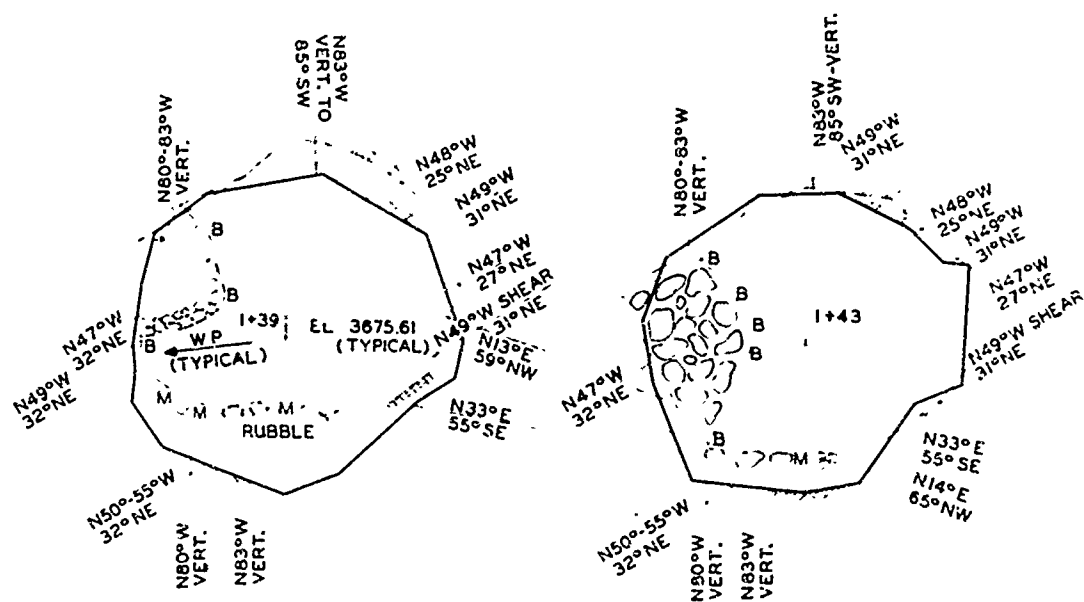 N83°W
VERT. TO
85° SW
N80°-83°W
VERT.
N48°W
25° NE
N49°W
31° NE
N47°W
27° NE
N49°W SHEAR
31° NE
N13°E
59° NW
N33°E
55° SE
B
B
B
1+39
EL 3675.61
(TYPICAL)
WP
(TYPICAL)
N47°W
32° NE
N49°W
32° NE
M M M
RUBBLE
N50°-55°W
32° NE
N80°W
VERT.
N83°W
VERT.
N83°W
85° SW-VERT.
N49°W
31° NE
N80°-83°W
VERT.
N48°W
25° NE
N49°W
31° NE
N47°W
27° NE
N49°W SHEAR
31° NE
B
B
B
B
1+43
N47°W
32° NE
B
M
N33°E
55° SE
N14°E
65° NW
N50°-55°W
32° NE
N80°W
VERT.
N83°W
VERT.